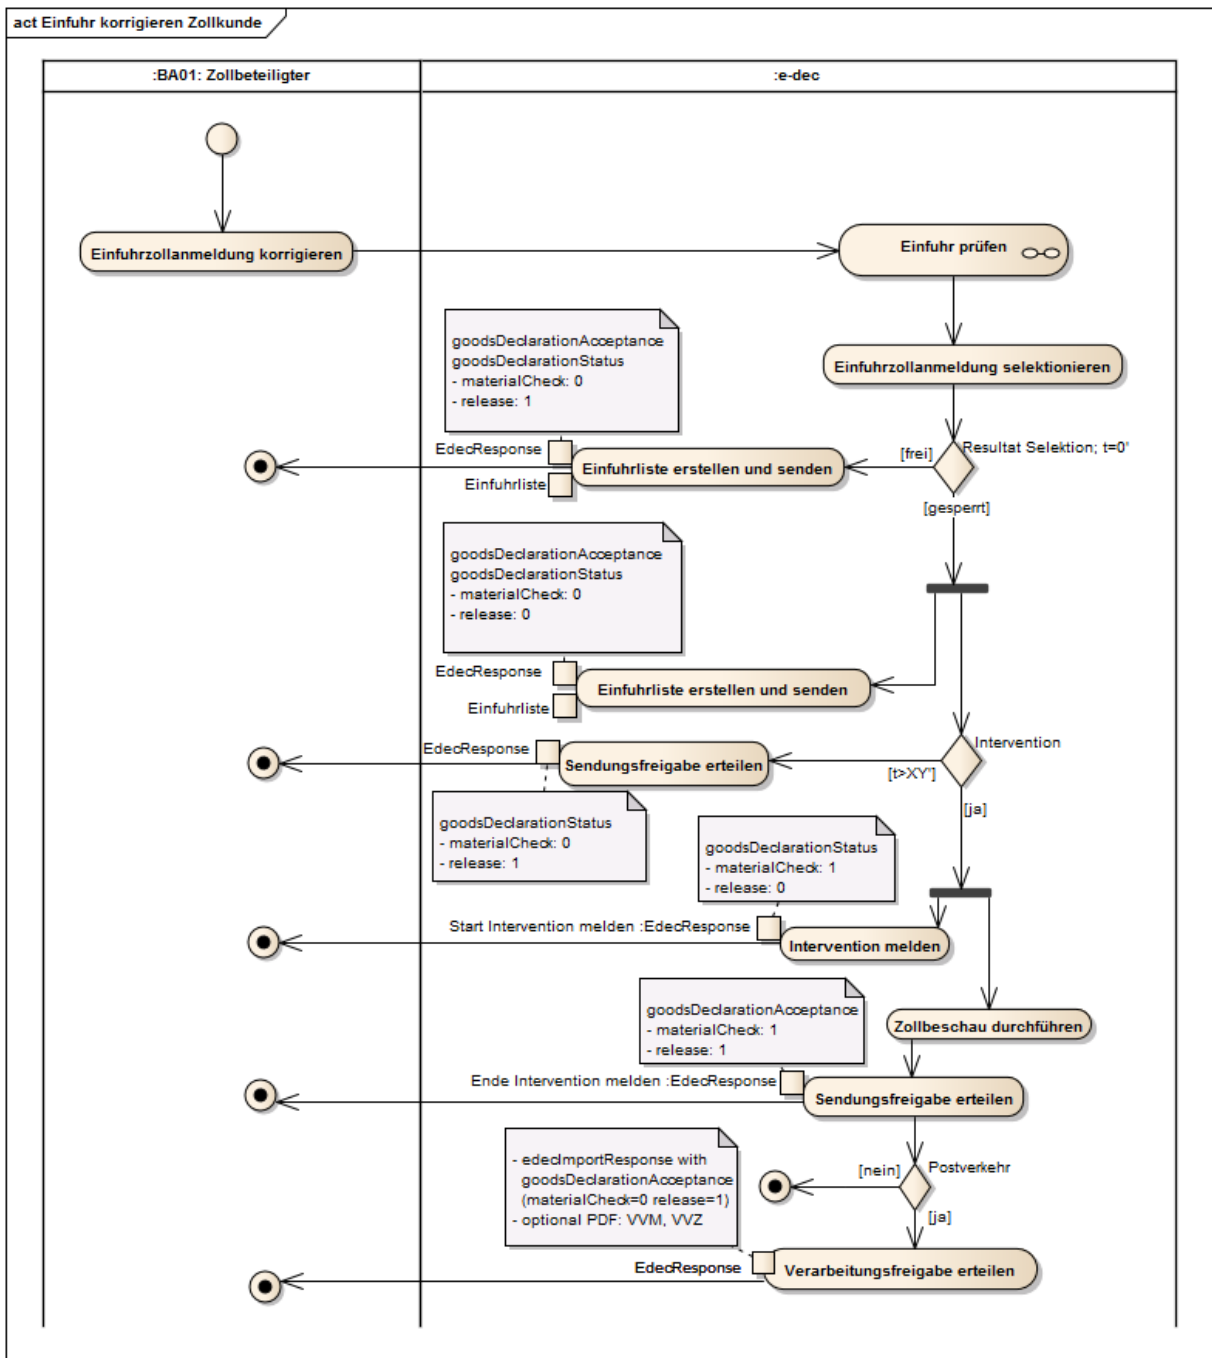 act Einfuhr korrigieren Zollkunde
:BA01: Zollbeteiligter
:e-dec
Einfuhrzollanmeldung korrigieren
Einfuhr prüfen
goodsDeclarationAcceptance
goodsDeclarationStatus
- materialCheck: 0
- release: 1
Einfuhrzollanmeldung selektionieren
Resultat Selektion; t=0'
[frei]
[gesperrt]
EdecResponse
Einfuhrliste erstellen und senden
Einfuhrliste
goodsDeclarationAcceptance
goodsDeclarationStatus
- materialCheck: 0
- release: 0
EdecResponse
Einfuhrliste erstellen und senden
Einfuhrliste
Intervention
[t>XY']
[ja]
EdecResponse
Sendungsfreigabe erteilen
goodsDeclarationStatus
- materialCheck: 0
- release: 1
goodsDeclarationStatus
- materialCheck: 1
- release: 0
Start Intervention melden :EdecResponse
Intervention melden
Zollbeschau durchführen
goodsDeclarationAcceptance
- materialCheck: 1
- release: 1
Ende Intervention melden :EdecResponse
Sendungsfreigabe erteilen
Postverkehr
[nein]
[ja]
- edecImportResponse with
goodsDeclarationAcceptance
(materialCheck=0 release=1)
- optional PDF: VVM, VVZ
EdecResponse
Verarbeitungsfreigabe erteilen